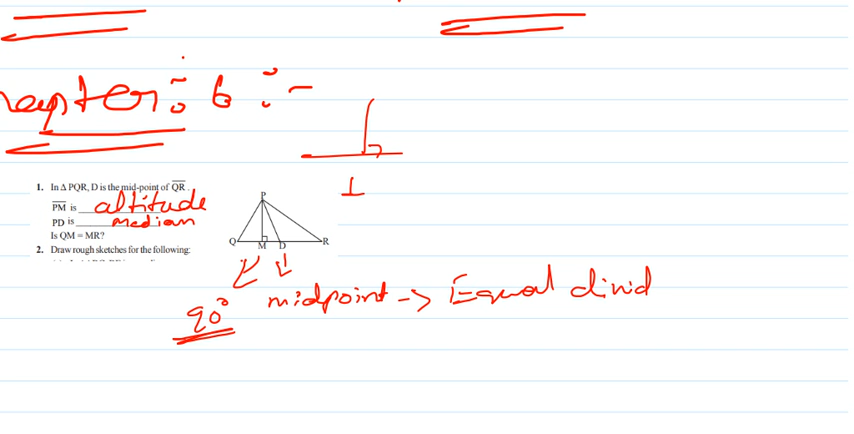 hapter : 6 :-
1. In Δ PQR, D is the mid-point of QR.
PM is altitude
PD is median
Is QM = MR?
2. Draw rough sketches for the following:
⊥
P
Q M D R
90° midpoint -> Equal divid